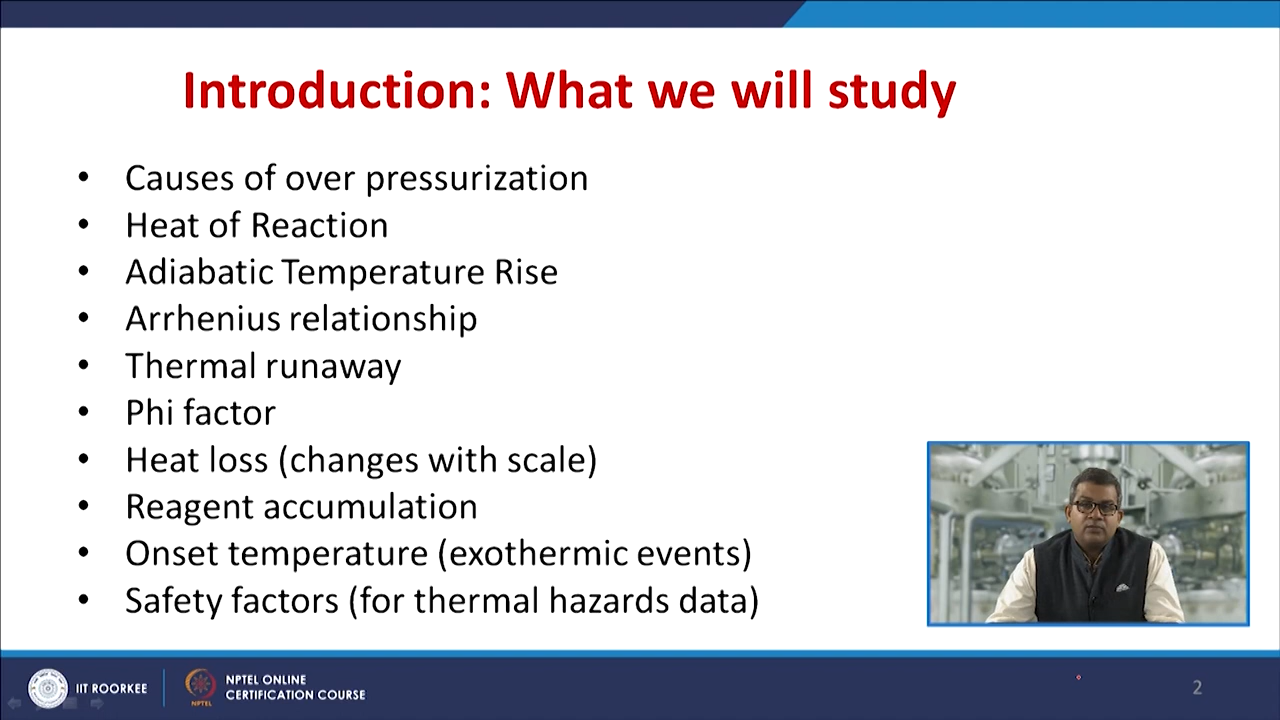 Introduction: What we will study
• Causes of over pressurization
• Heat of Reaction
• Adiabatic Temperature Rise
• Arrhenius relationship
• Thermal runaway
• Phi factor
• Heat loss (changes with scale)
• Reagent accumulation
• Onset temperature (exothermic events)
• Safety factors (for thermal hazards data)
IIT ROORKEE
NPTEL
NPTEL ONLINE
CERTIFICATION COURSE
2